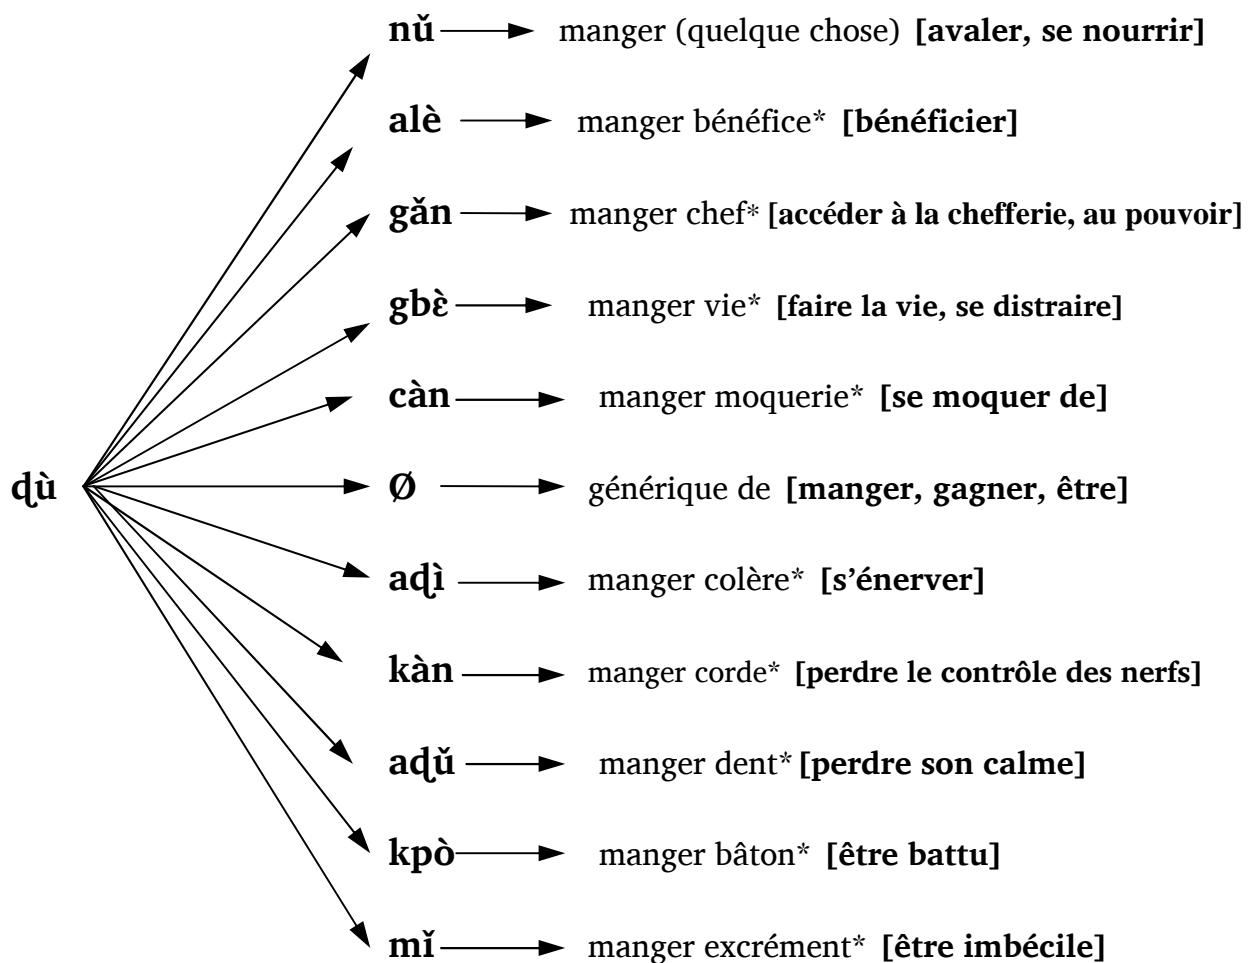 nǔ manger (quelque chose) [avaler, se nourrir]
alè manger bénéfice* [bénéficier]
gǎn manger chef* [accéder à la chefferie, au pouvoir]
gbɛ̀ manger vie* [faire la vie, se distraire]
càn manger moquerie* [se moquer de]
ɖù Ø générique de [manger, gagner, être]
aɖì manger colère* [s’énerver]
kàn manger corde* [perdre le contrôle des nerfs]
aɖǔ manger dent* [perdre son calme]
kpò manger bâton* [être battu]
mǐ manger excrément* [être imbécile]